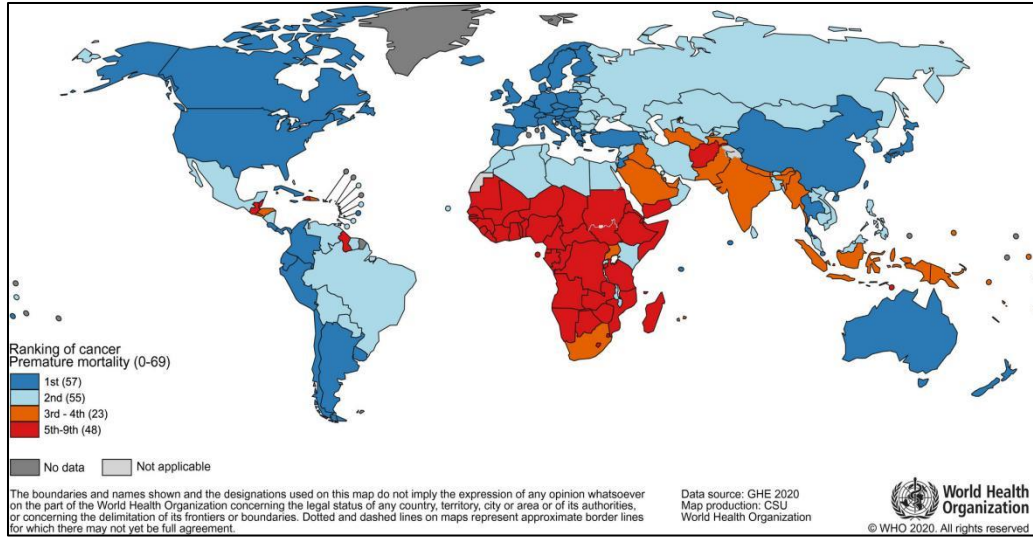 Ranking of cancer
Premature mortality (0-69)
1st (57)
2nd (55)
3rd - 4th (23)
5th-9th (48)
No data
Not applicable
The boundaries and names shown and the designations used on this map do not imply the expression of any opinion whatsoever
on the part of the World Health Organization concerning the legal status of any country, territory, city or area or of its authorities,
or concerning the delimitation of its frontiers or boundaries. Dotted and dashed lines on maps represent approximate border lines
for which there may not yet be full agreement.
Data source: GHE 2020
Map production: CSU
World Health Organization
World Health
Organization
© WHO 2020. All rights reserved